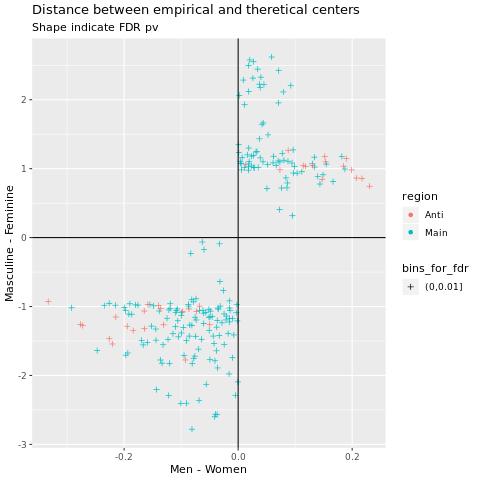 Distance between empirical and theretical centers
Shape indicate FDR pv
Masculine - Feminine
2
1
0
-1
-2
-3
-0.2
0.0
0.2
Men - Women
region
Anti
Main
bins_for_fdr
(0,0.01]